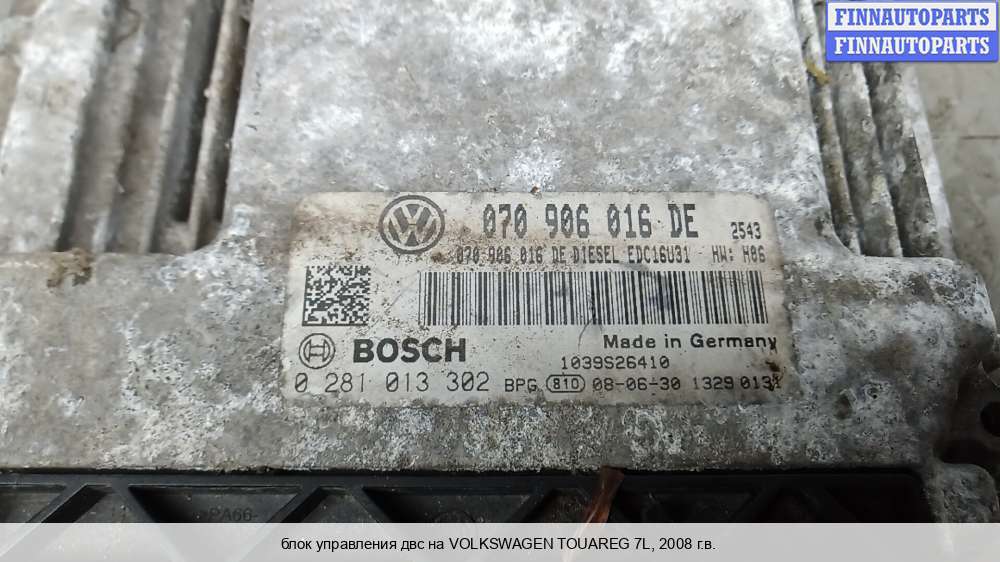 FINNAUTOPARTS
FINNAUTOPARTS
070 906 016 DE 2543
070 906 016 DE DIESEL EDC16U31 HW: H06
BOSCH
Made in Germany
1039S26410
0 281 013 302 BPG 810 08-06-30 1329 0131
PA66-
блок управления двс на VOLKSWAGEN TOUAREG 7L, 2008 г.в.